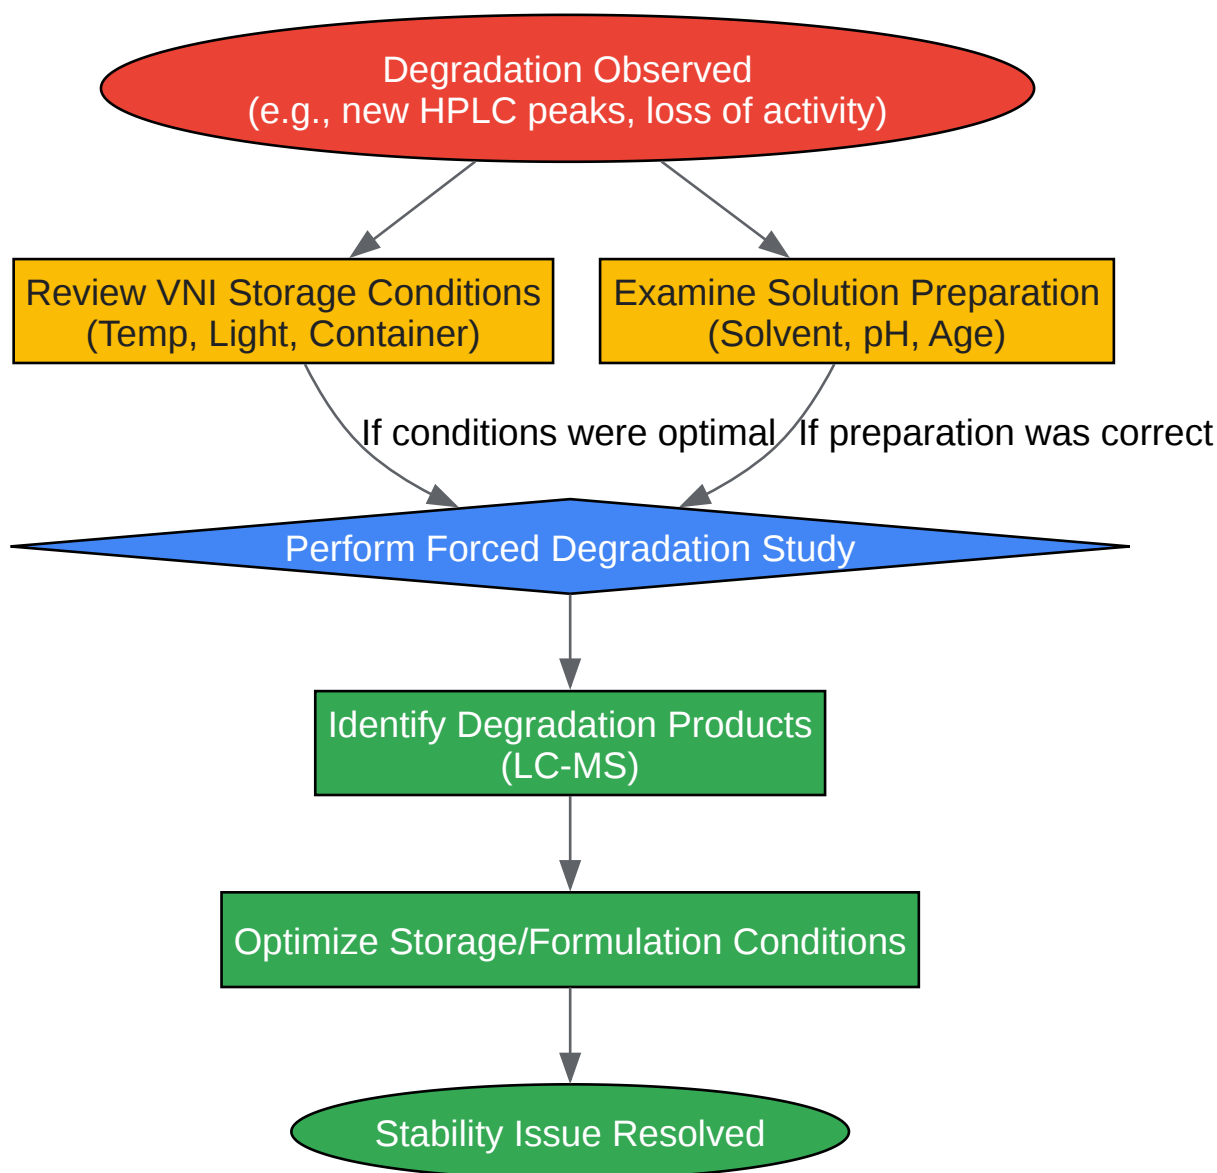 Degradation Observed
(e.g., new HPLC peaks, loss of activity)
Review VNI Storage Conditions
(Temp, Light, Container)
Examine Solution Preparation
(Solvent, pH, Age)
If conditions were optimal
If preparation was correct
Perform Forced Degradation Study
Identify Degradation Products
(LC-MS)
Optimize Storage/Formulation Conditions
Stability Issue Resolved